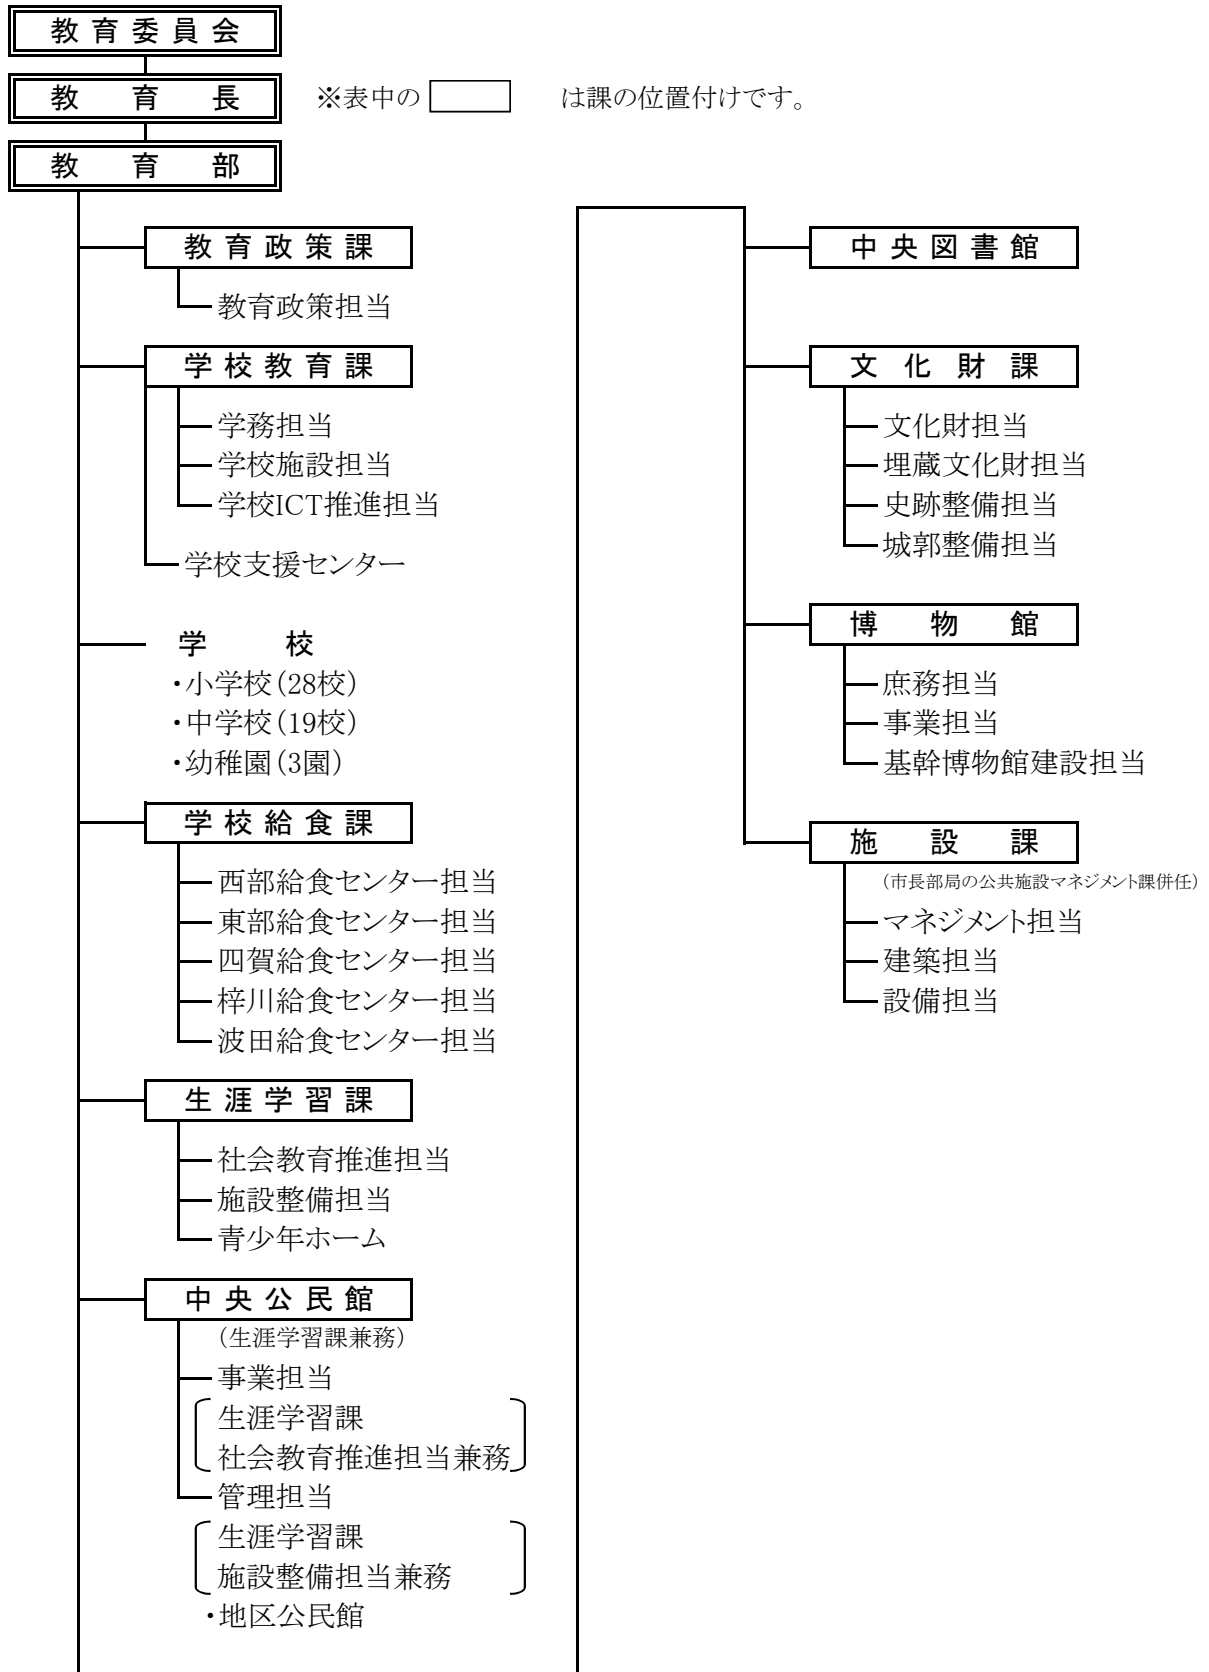 教育委員会
教育長
※表中の は課の位置付けです。
教育部
教育政策課
教育政策担当
学校教育課
学務担当
学校施設担当
学校ICT推進担当
学校支援センター
学校
・小学校(28校)
・中学校(19校)
・幼稚園(3園)
学校給食課
西部給食センター担当
東部給食センター担当
四賀給食センター担当
梓川給食センター担当
波田給食センター担当
生涯学習課
社会教育推進担当
施設整備担当
青少年ホーム
中央公民館
(生涯学習課兼務)
事業担当
生涯学習課
社会教育推進担当兼務
管理担当
生涯学習課
施設整備担当兼務
・地区公民館
中央図書館
文化財課
文化財担当
埋蔵文化財担当
史跡整備担当
城郭整備担当
博物館
庶務担当
事業担当
基幹博物館建設担当
施設課
(市長部局の公共施設マネジメント課併任)
マネジメント担当
建築担当
設備担当